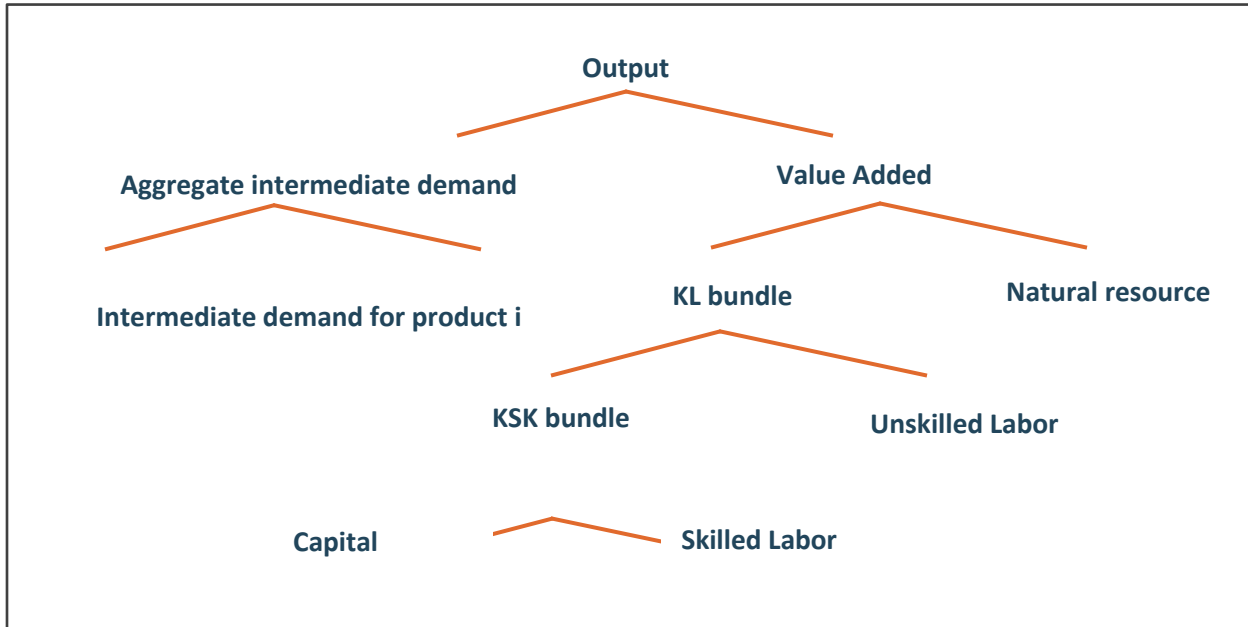 Output
Aggregate intermediate demand
Value Added
Intermediate demand for product i
KL bundle
Natural resource
KSK bundle
Unskilled Labor
Capital
Skilled Labor